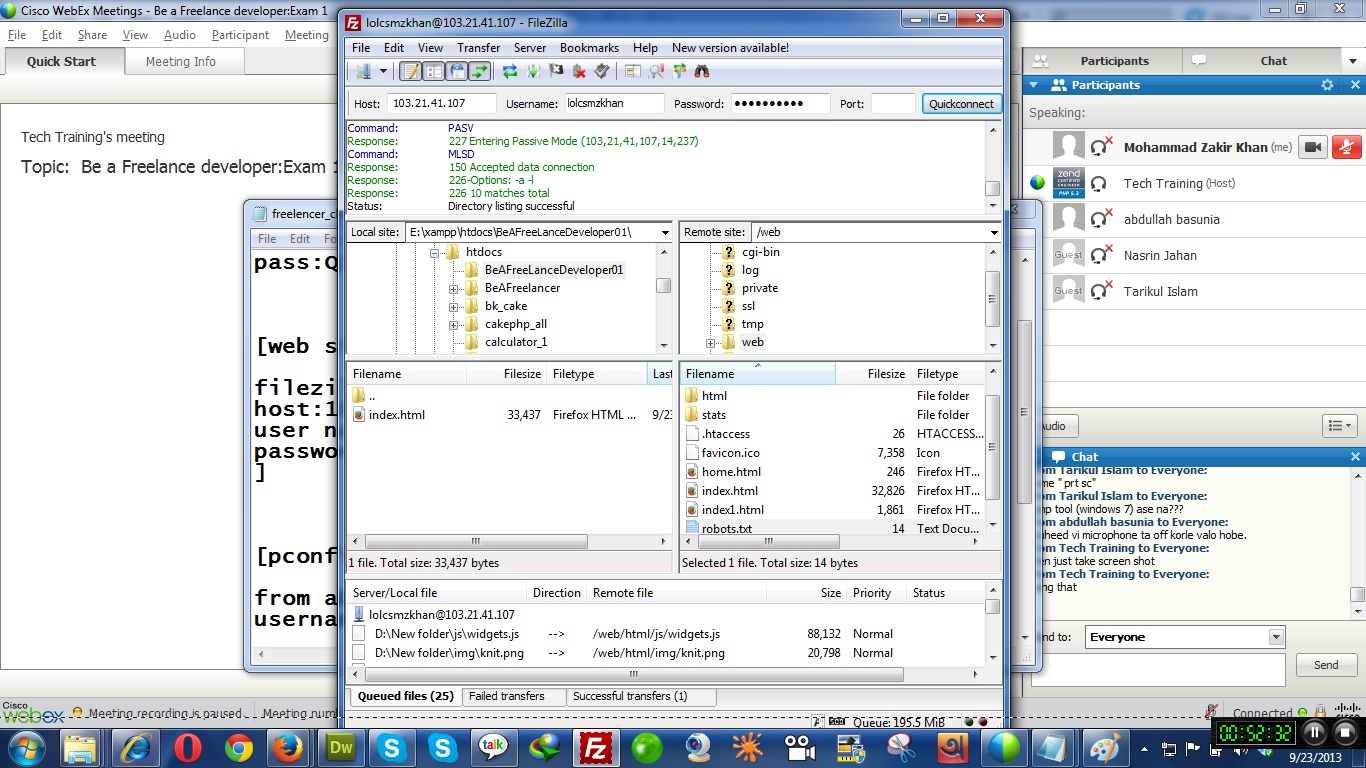 Cisco WebEx Meetings - Be a Freelance developer:Exam 1
File Edit Share View Audio Participant Meeting
Quick Start
Meeting Info
Tech Training's meeting
Topic: Be a Freelance developer:Exam 1
File Edit
pass:Q
[web s
host:1
user n
]
[pconf
from a
userna
lolcsmzkhan@103.21.41.107 - FileZilla
File Edit View Transfer Server Bookmarks Help New version available!
Host: 103.21.41.107 Username: lolcsmzkhan Password: ●●●●●●●●●● Port: Quickconnect
Command: PASV
Response: 227 Entering Passive Mode (103,21,41,107,14,237)
Command: MLSD
Response: 150 Accepted data connection
Response: 226-Options: -a -l
Response: 226 10 matches total
Status: Directory listing successful
Local site: E:\xampp\htdocs\BeAFreeLanceDeveloper01\
htdocs
BeAFreeLanceDeveloper01
BeAFreelancer
bk_cake
cakephp_all
calculator_1
Remote site: /web
cgi-bin
log
private
ssl
tmp
web
Filename Filesize Filetype Last
..
index.html 33,437 Firefox HTML ... 9/23
1 file. Total size: 33,437 bytes
Filename Filesize Filetype
html File folder
stats File folder
.htaccess 26 HTACCESS...
favicon.ico 7,358 Icon
home.html 246 Firefox HT...
index.html 32,826 Firefox HT...
index1.html 1,861 Firefox HT...
robots.txt 14 Text Docu...
Selected 1 file. Total size: 14 bytes
Server/Local file Direction Remote file Size Priority Status
lolcsmzkhan@103.21.41.107
D:\New folder\js\widgets.js --> /web/html/js/widgets.js 88,132 Normal
D:\New folder\img\knit.png --> /web/html/img/knit.png 20,798 Normal
Queued files (25) Failed transfers Successful transfers (1)
Queue: 195.5 MiB
Participants Chat
Participants
Speaking:
Mohammad Zakir Khan (me)
zend CERTIFIED ENGINEER PHP 5.3
Tech Training (Host)
abdullah basunia
Guest Nasrin Jahan
Guest Tarikul Islam
Audio
Chat
om Tarikul Islam to Everyone:
me "prt sc"
om Tarikul Islam to Everyone:
np tool (windows 7) ase na???
om abdullah basunia to Everyone:
heed vi microphone ta off korle valo hobe.
om Tech Training to Everyone:
en just take screen shot
om Tech Training to Everyone:
ing that
nd to: Everyone
Send
Cisco webex
Meeting recording is paused. Meeting num
Connected
cisco
00:52:32
Dw
talk
9/23/2013